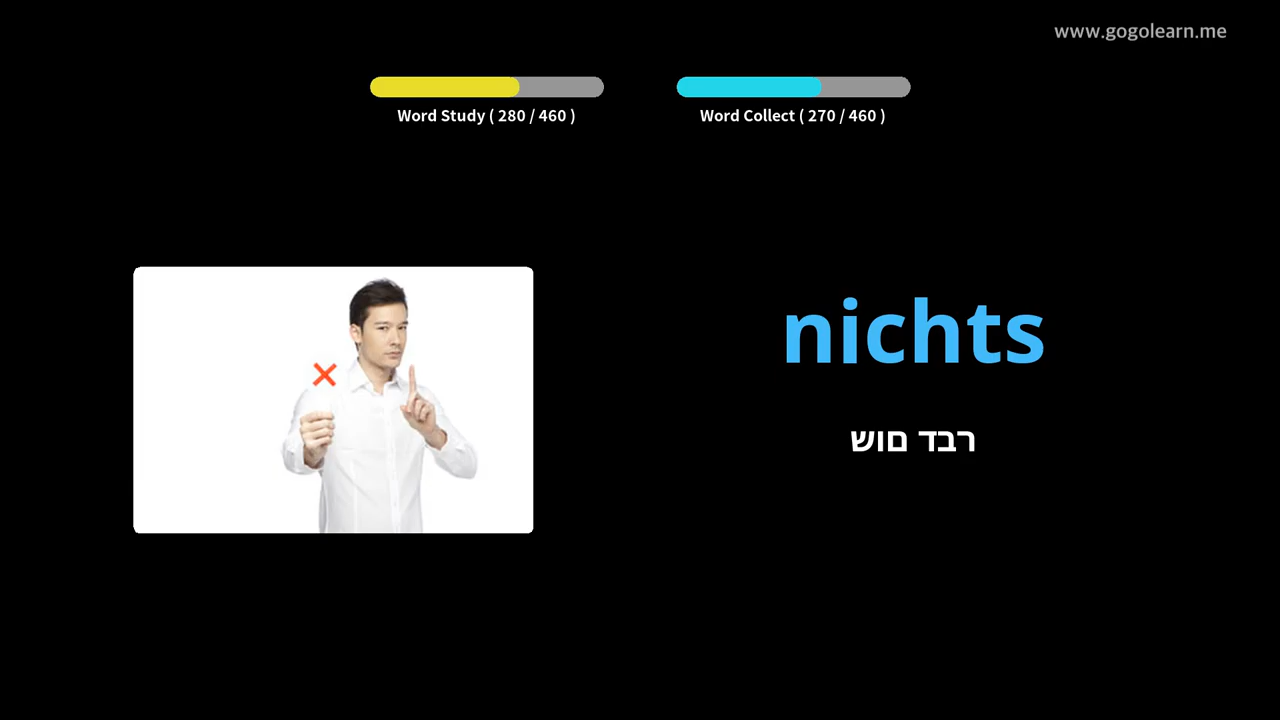 www.gogolearn.me
Word Study ( 280 / 460 )
Word Collect ( 270 / 460 )
nichts
שום דבר